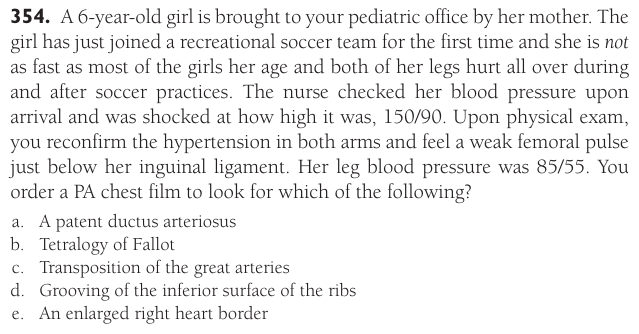 354. A 6-year-old girl is brought to your pediatric office by her mother. The
girl has just joined a recreational soccer team for the first time and she is not
as fast as most of the girls her age and both of her legs hurt all over during
and after soccer practices. The nurse checked her blood pressure upon
arrival and was shocked at how high it was, 150/90. Upon physical exam,
you reconfirm the hypertension in both arms and feel a weak femoral pulse
just below her inguinal ligament. Her leg blood pressure was 85/55. You
order a PA chest film to look for which of the following?
a. A patent ductus arteriosus
b. Tetralogy of Fallot
c. Transposition of the great arteries
d. Grooving of the inferior surface of the ribs
e. An enlarged right heart border